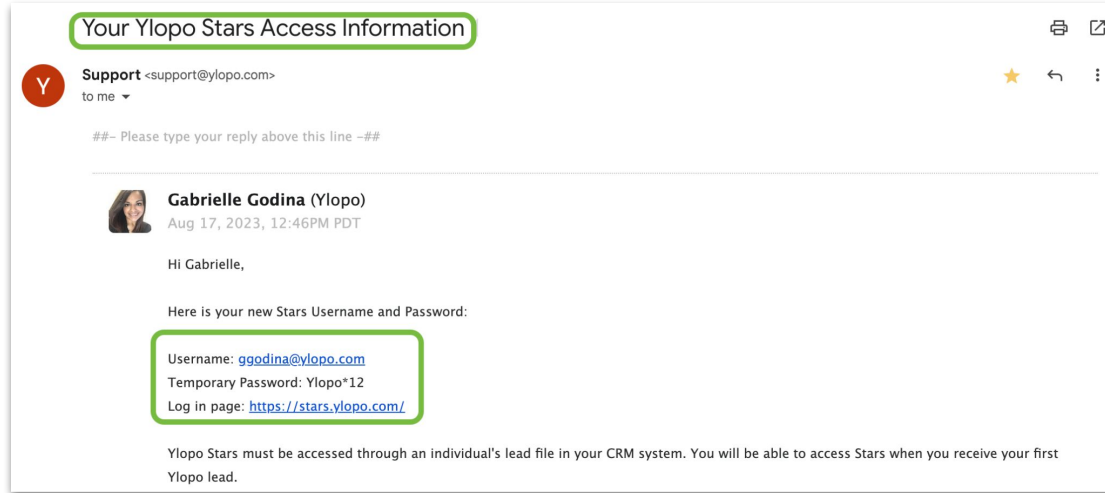 Your Ylopo Stars Access Information
Y
Support <support@ylopo.com>
to me
##- Please type your reply above this line -##
Gabrielle Godina (Ylopo)
Aug 17, 2023, 12:46PM PDT
Hi Gabrielle,
Here is your new Stars Username and Password:
Username: ggodina@ylopo.com
Temporary Password: Ylopo*12
Log in page: https://stars.ylopo.com/
Ylopo Stars must be accessed through an individual's lead file in your CRM system. You will be able to access Stars when you receive your first
Ylopo lead.